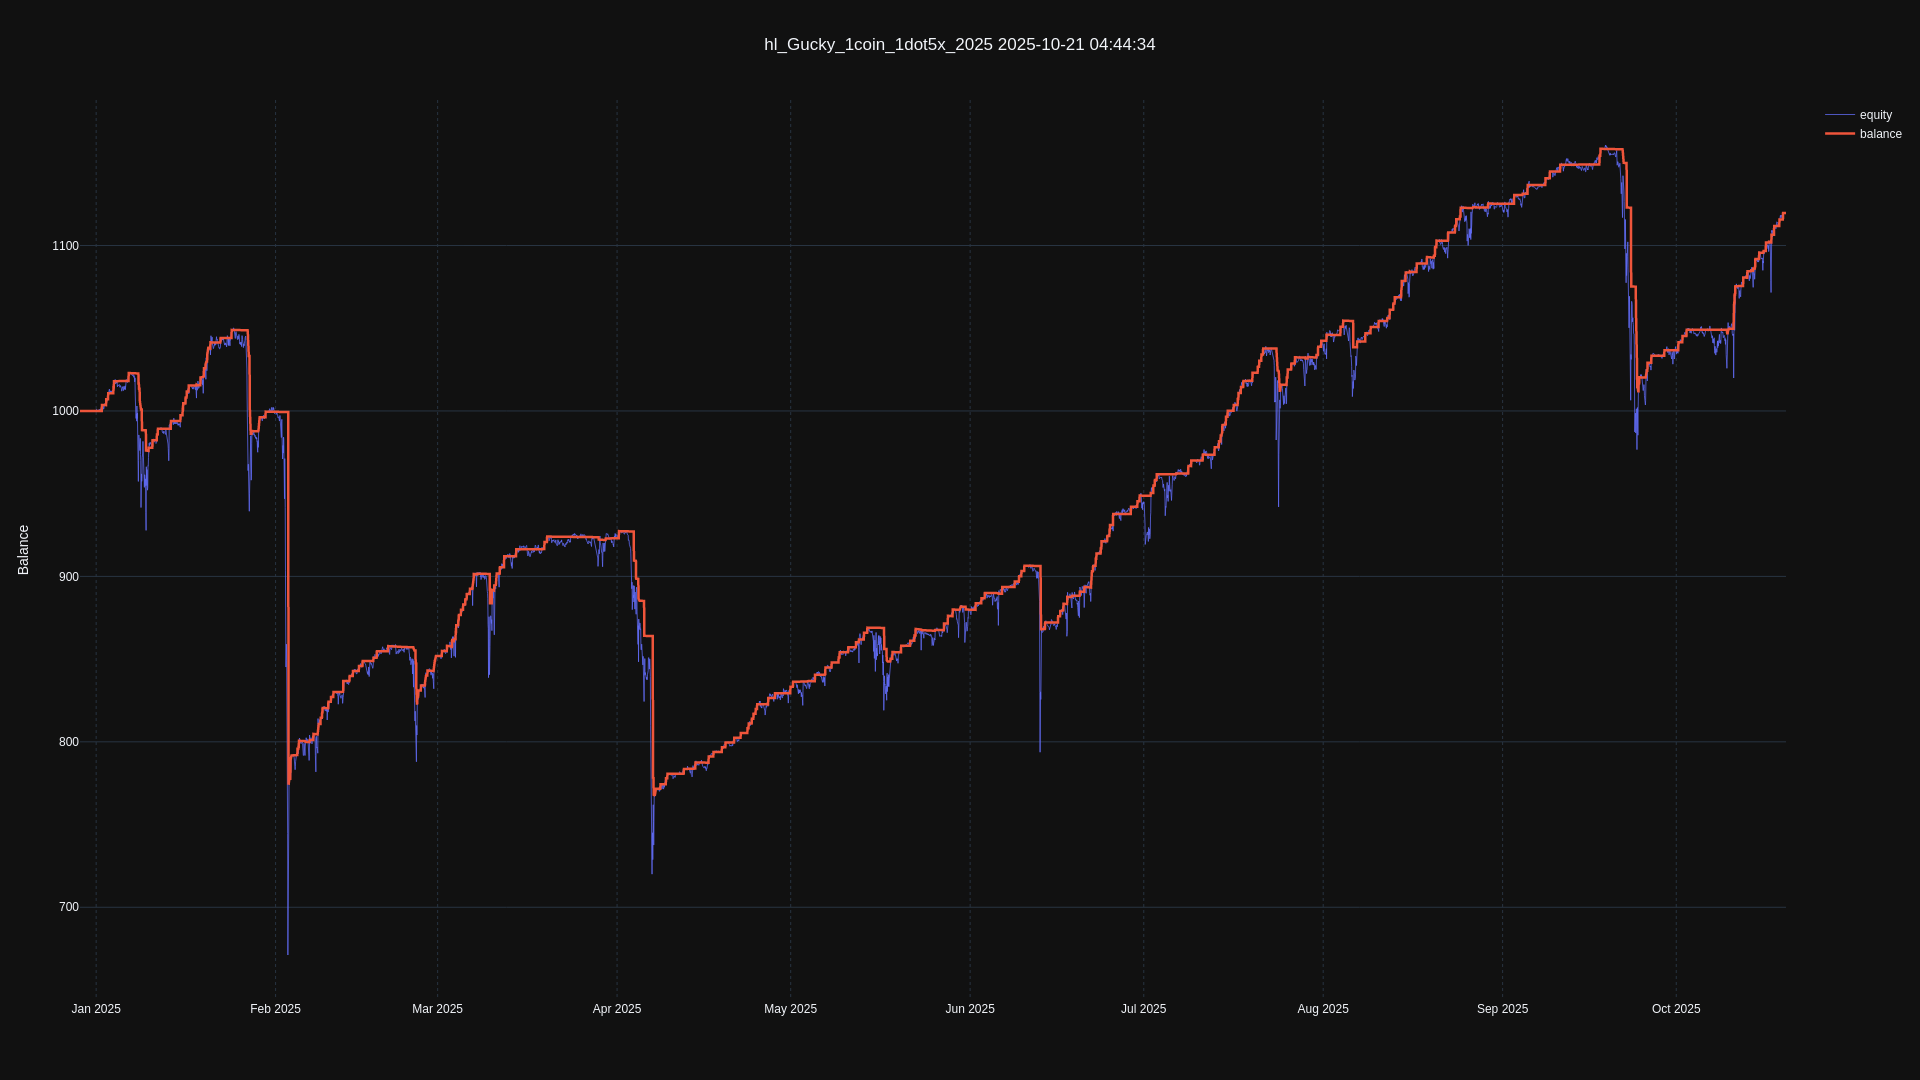 hl_Gucky_1coin_1dot5x_2025 2025-10-21 04:44:34
equity
balance
1100
1000
900
800
700
Balance
Jan 2025
Feb 2025
Mar 2025
Apr 2025
May 2025
Jun 2025
Jul 2025
Aug 2025
Sep 2025
Oct 2025